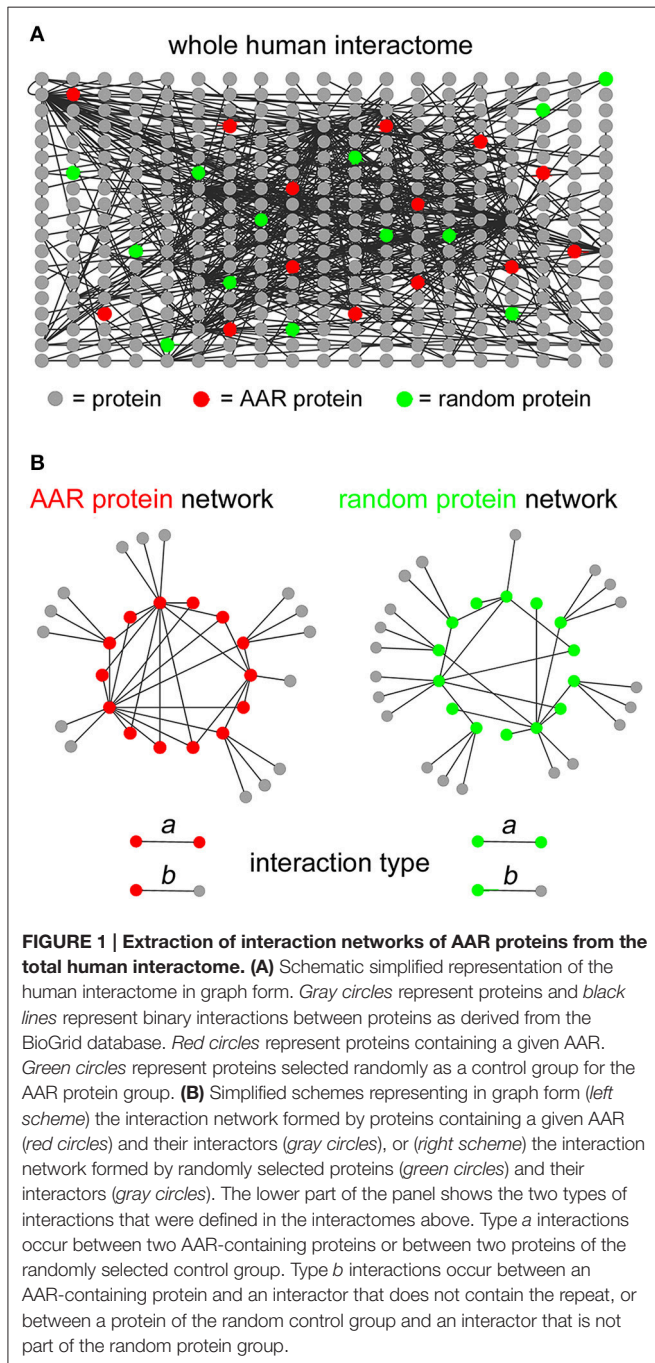 A
whole human interactome
= protein = AAR protein = random protein
B
AAR protein network random protein network
a a
interaction type
b b
FIGURE 1 | Extraction of interaction networks of AAR proteins from the
total human interactome. (A) Schematic simplified representation of the
human interactome in graph form. Gray circles represent proteins and black
lines represent binary interactions between proteins as derived from the
BioGrid database. Red circles represent proteins containing a given AAR.
Green circles represent proteins selected randomly as a control group for the
AAR protein group. (B) Simplified schemes representing in graph form (left
scheme) the interaction network formed by proteins containing a given AAR
(red circles) and their interactors (gray circles), or (right scheme) the interaction
network formed by randomly selected proteins (green circles) and their
interactors (gray circles). The lower part of the panel shows the two types of
interactions that were defined in the interactomes above. Type a interactions
occur between two AAR-containing proteins or between two proteins of the
randomly selected control group. Type b interactions occur between an
AAR-containing protein and an interactor that does not contain the repeat, or
between a protein of the random control group and an interactor that is not
part of the random protein group.